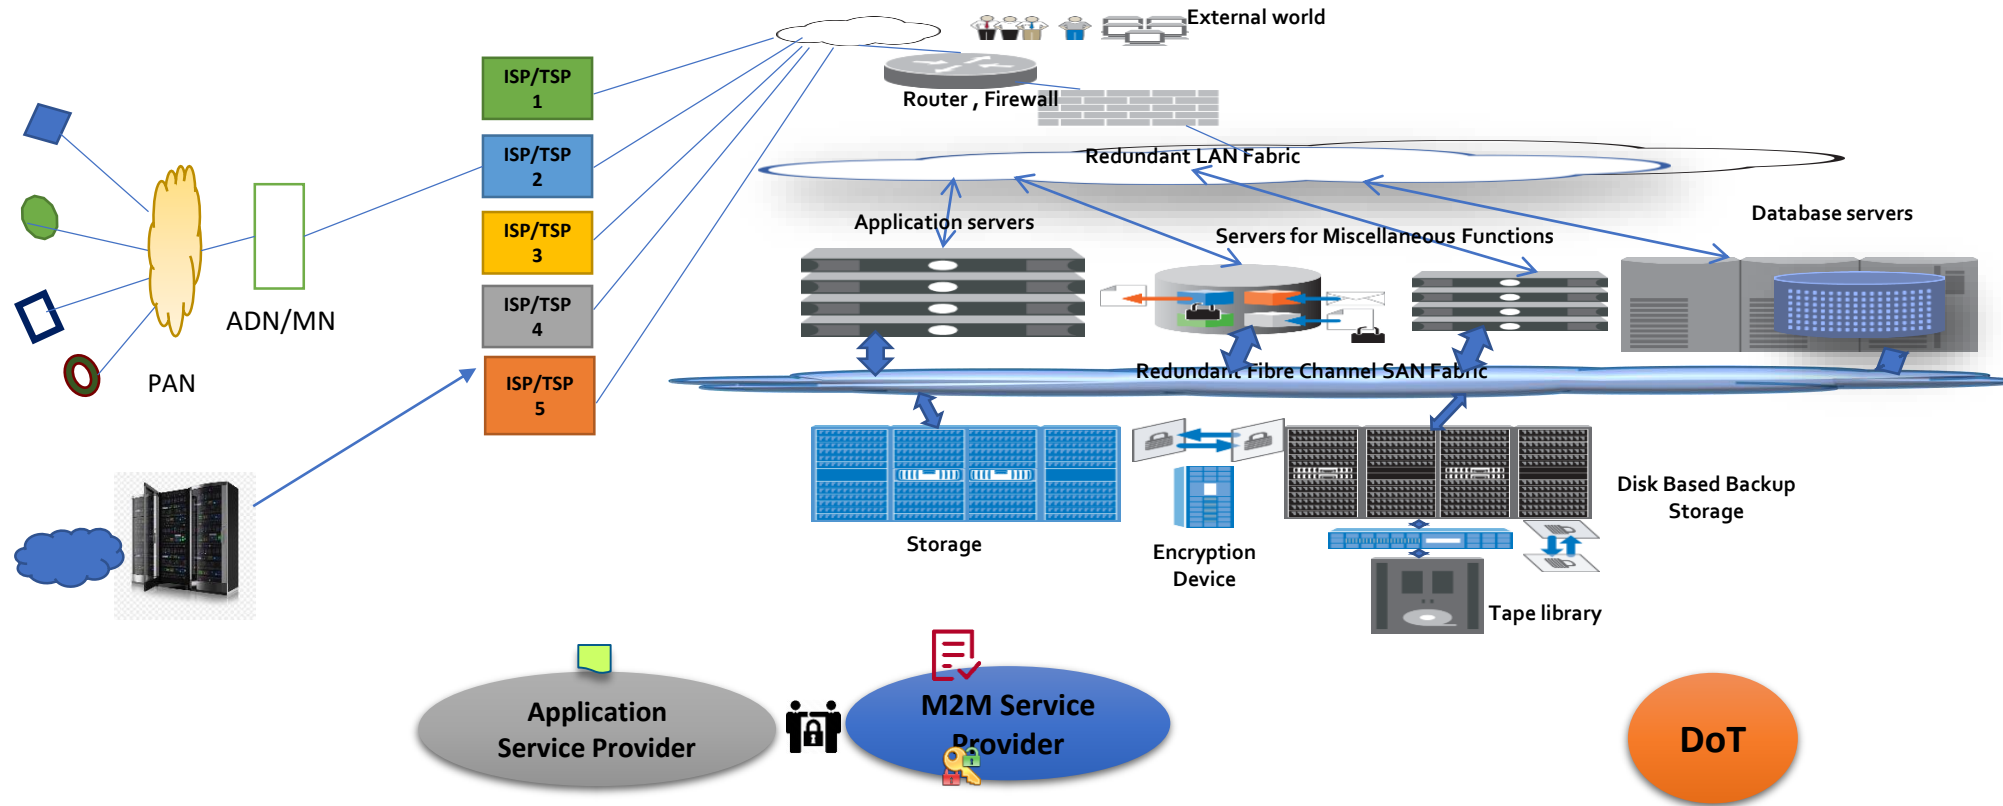 External world
ISP/TSP
1
Router , Firewall
ISP/TSP
2
Redundant LAN Fabric
Application servers
Database servers
ISP/TSP
3
Servers for Miscellaneous Functions
ADN/MN
ISP/TSP
4
PAN
ISP/TSP
5
Redundant Fibre Channel SAN Fabric
Storage
Encryption
Device
Disk Based Backup
Storage
Tape library
Application
Service Provider
M2M Service
Provider
DoT